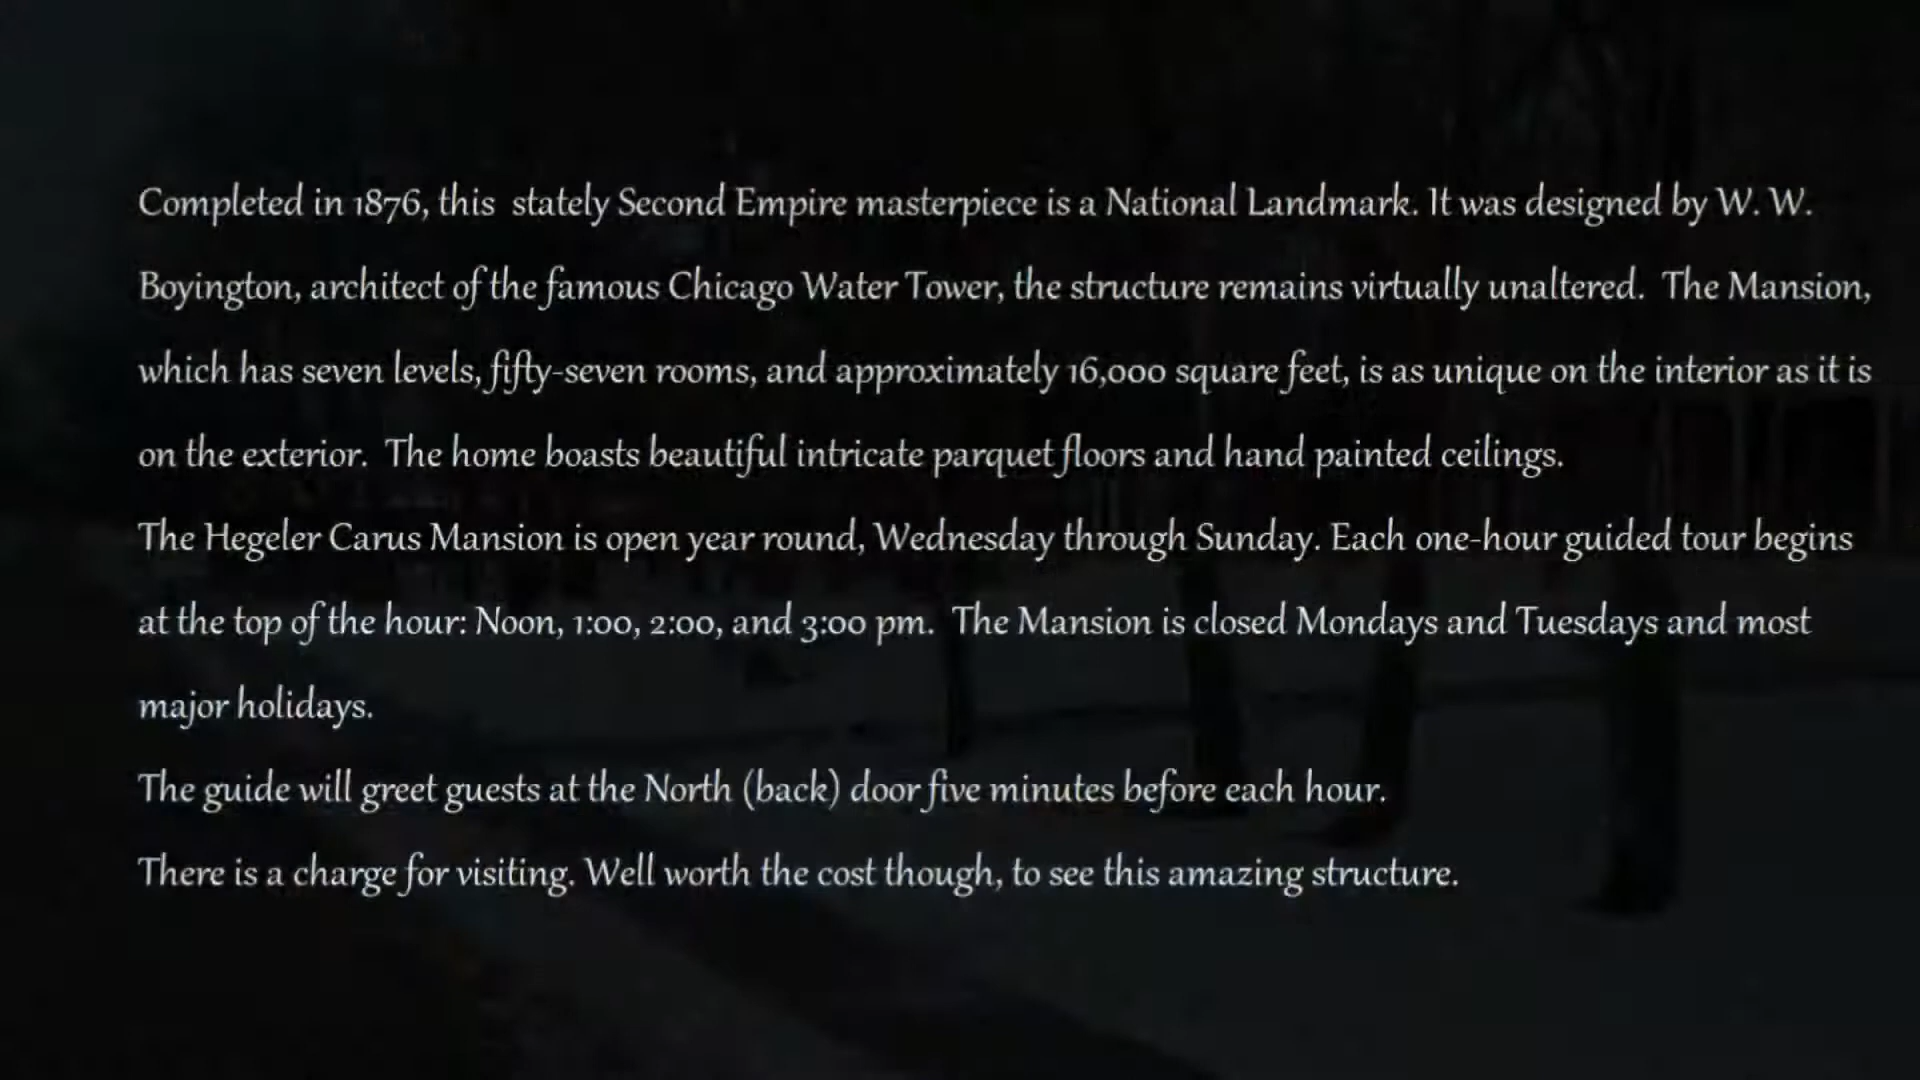 Completed in 1876, this  stately Second Empire masterpiece is a National Landmark. It was designed by W. W.
Boyington, architect of the famous Chicago Water Tower, the structure remains virtually unaltered.  The Mansion,
which has seven levels, fifty-seven rooms, and approximately 16,000 square feet, is as unique on the interior as it is
on the exterior.  The home boasts beautiful intricate parquet floors and hand painted ceilings.
The Hegeler Carus Mansion is open year round, Wednesday through Sunday. Each one-hour guided tour begins
at the top of the hour: Noon, 1:00, 2:00, and 3:00 pm.  The Mansion is closed Mondays and Tuesdays and most
major holidays.
The guide will greet guests at the North (back) door five minutes before each hour.
There is a charge for visiting. Well worth the cost though, to see this amazing structure.